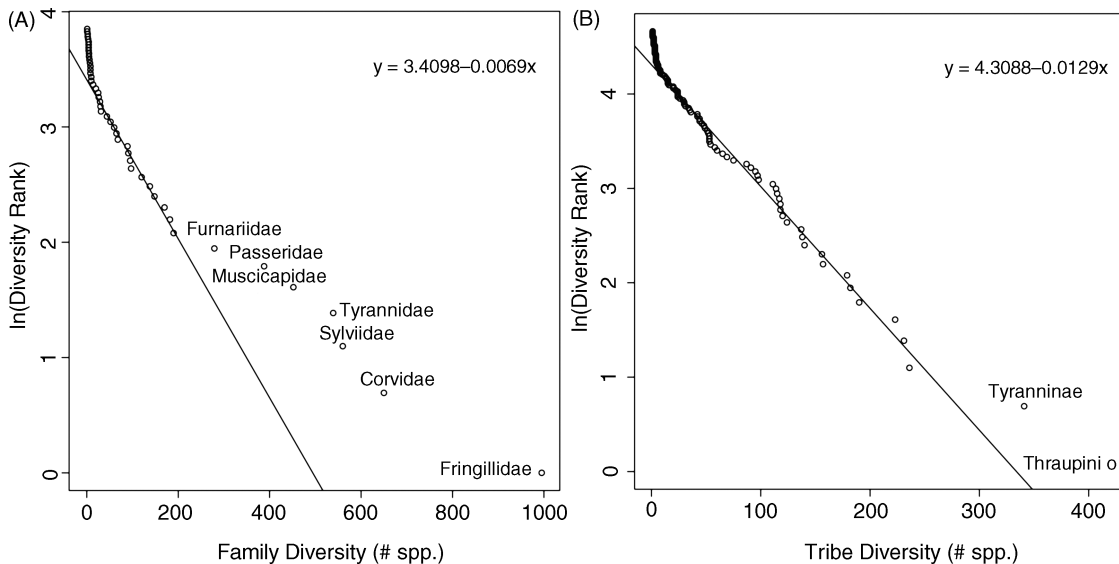 (A)
y = 3.4098–0.0069x
Furnariidae
Passeridae
Muscicapidae
Tyrannidae
Sylviidae
Corvidae
Fringillidae
ln(Diversity Rank)
0
1
2
3
4
0
200
400
600
800
1000
Family Diversity (# spp.)
(B)
y = 4.3088–0.0129x
Tyranninae
Thraupini
ln(Diversity Rank)
0
1
2
3
4
0
100
200
300
400
Tribe Diversity (# spp.)